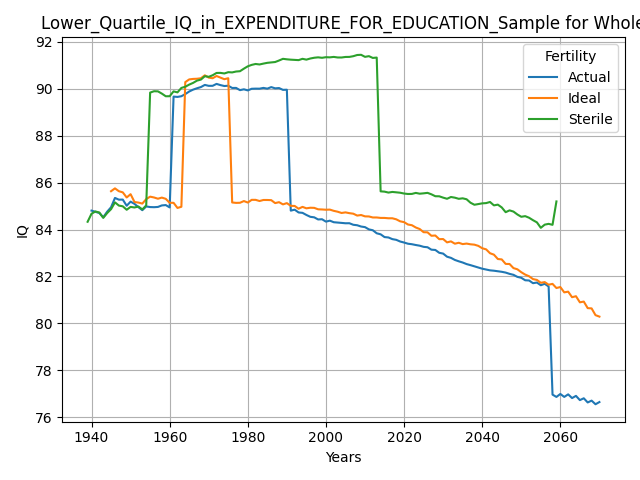 Lower_Quartile_IQ_in_EXPENDITURE_FOR_EDUCATION_Sample for Whole
92
90
88
86
84
82
80
78
76
IQ
Fertility
Actual
Ideal
Sterile
1940 1960 1980 2000 2020 2040 2060
Years